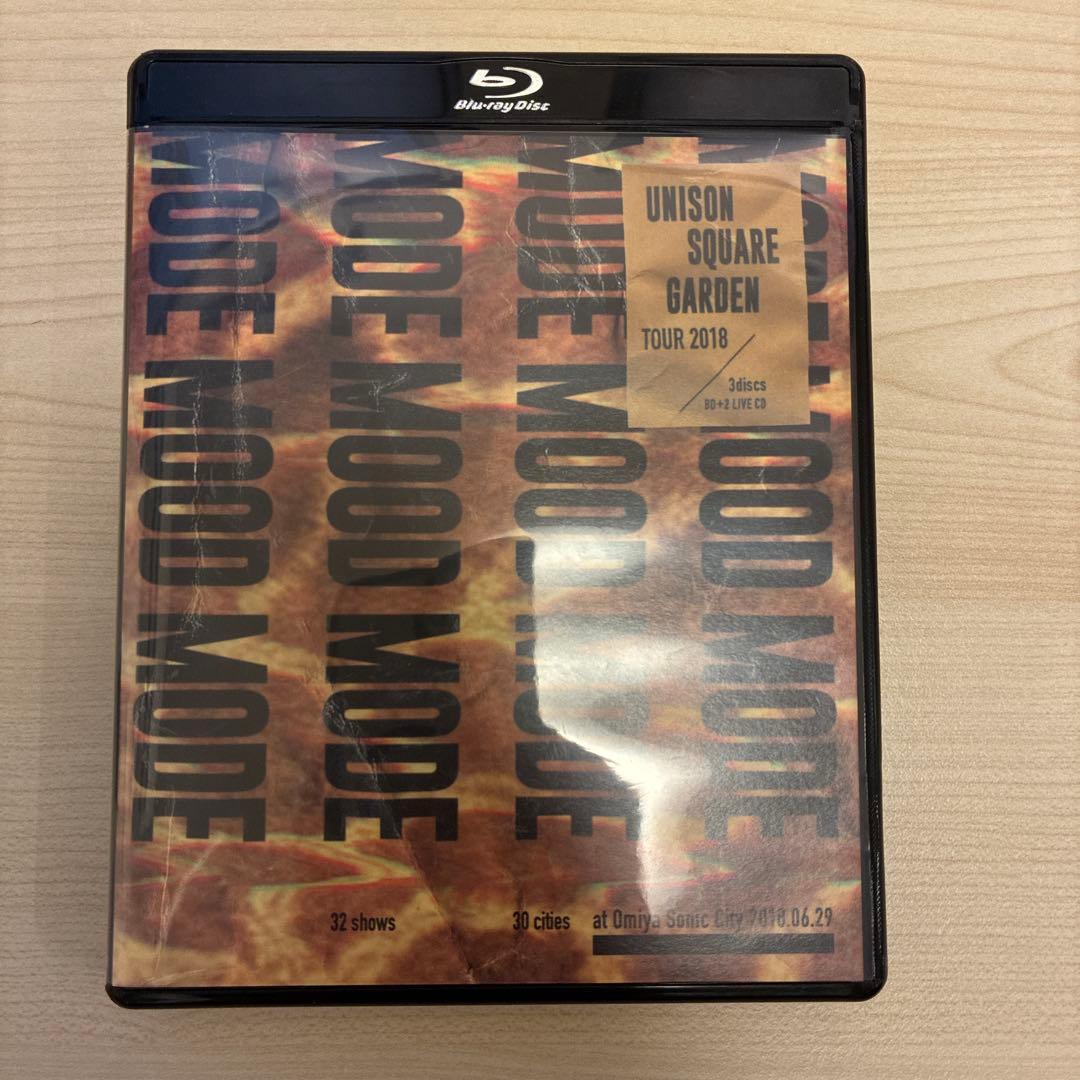 Blu-ray Disc
MODE MOOD MODE
MODE MOOD MODE
MODE MOOD MODE
MODE MOOD MODE
UNISON
SQUARE
GARDEN
TOUR 2018
3discs
BD+2 LIVE CD
32 shows
30 cities
at Omiya Sonic City 2018.06.29